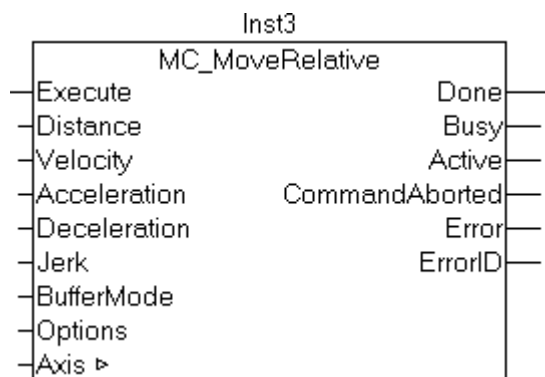 Inst3
MC_MoveRelative
Execute Done
Distance Busy
Velocity Active
Acceleration CommandAborted
Deceleration Error
Jerk ErrorID
BufferMode
Options
Axis ▹